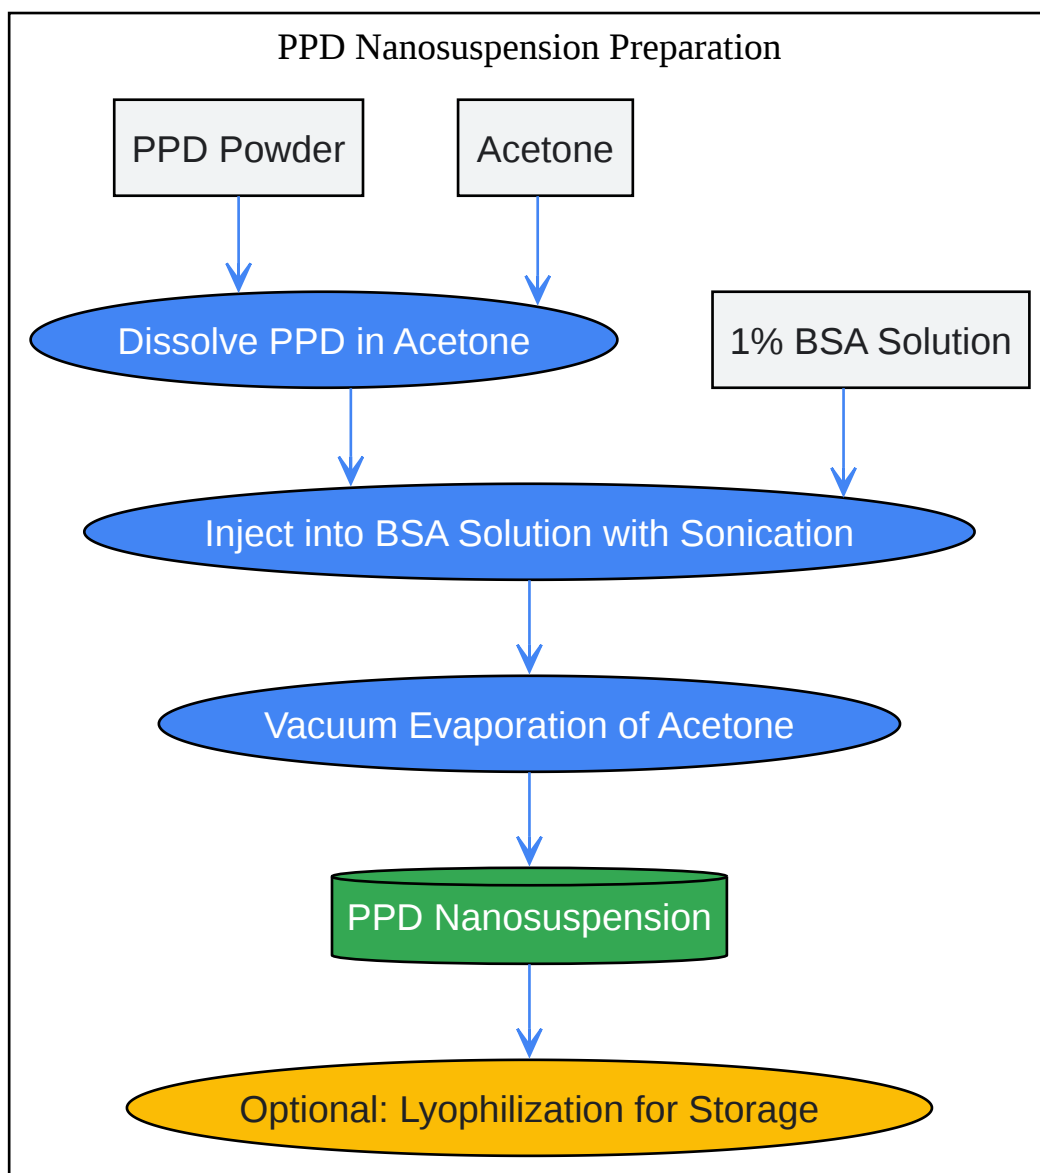 PPD Nanosuspension Preparation
PPD Powder
Acetone
Dissolve PPD in Acetone
1% BSA Solution
Inject into BSA Solution with Sonication
Vacuum Evaporation of Acetone
PPD Nanosuspension
Optional: Lyophilization for Storage